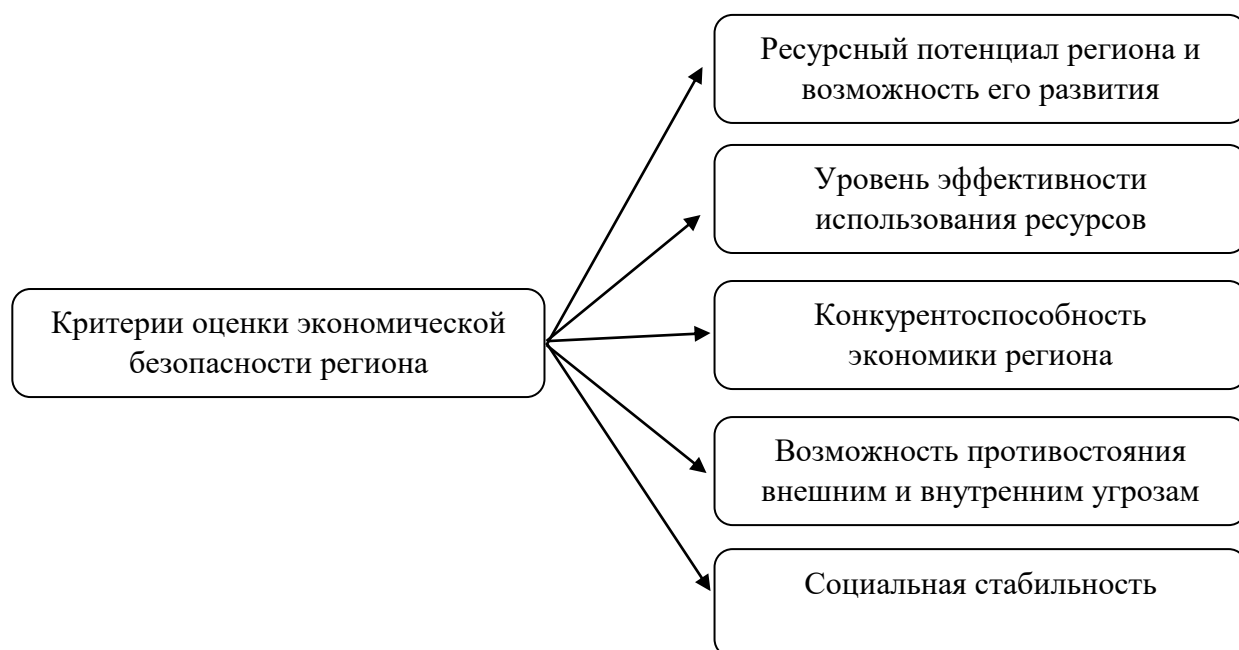 Ресурсный потенциал региона и
возможность его развития
Уровень эффективности
использования ресурсов
Критерии оценки экономической
безопасности региона
Конкурентоспособность
экономики региона
Возможность противостояния
внешним и внутренним угрозам
Социальная стабильность